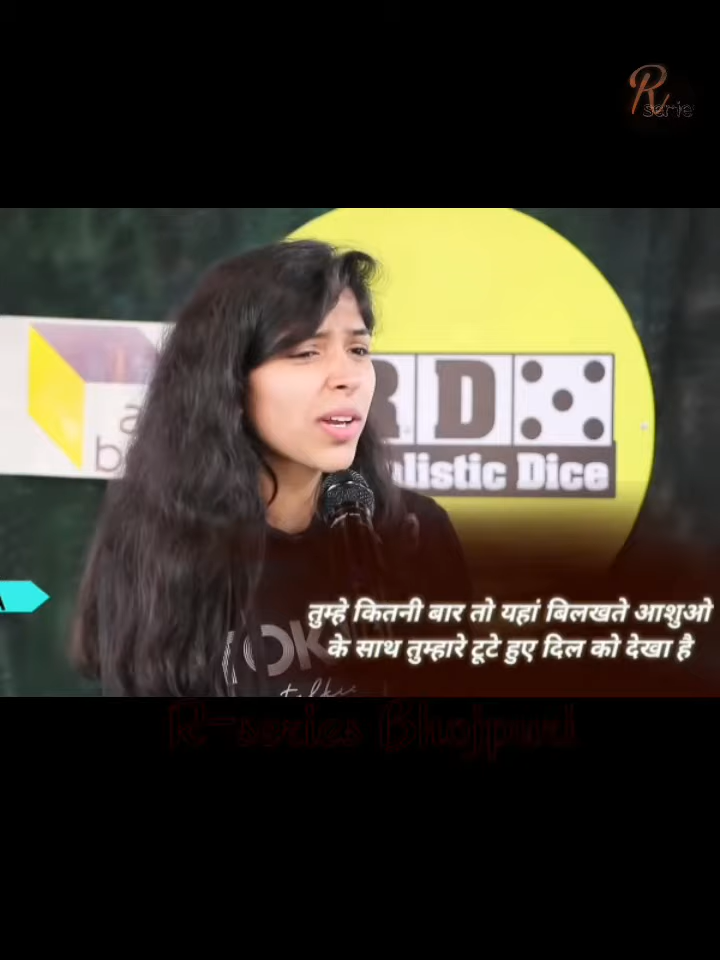 R
serie
RD
alistic Dice
तुम्हे कितनी बार तो यहां बिलखते आशुओ
के साथ तुम्हारे टूटे हुए दिल को देखा है
R-series Bhojpuri